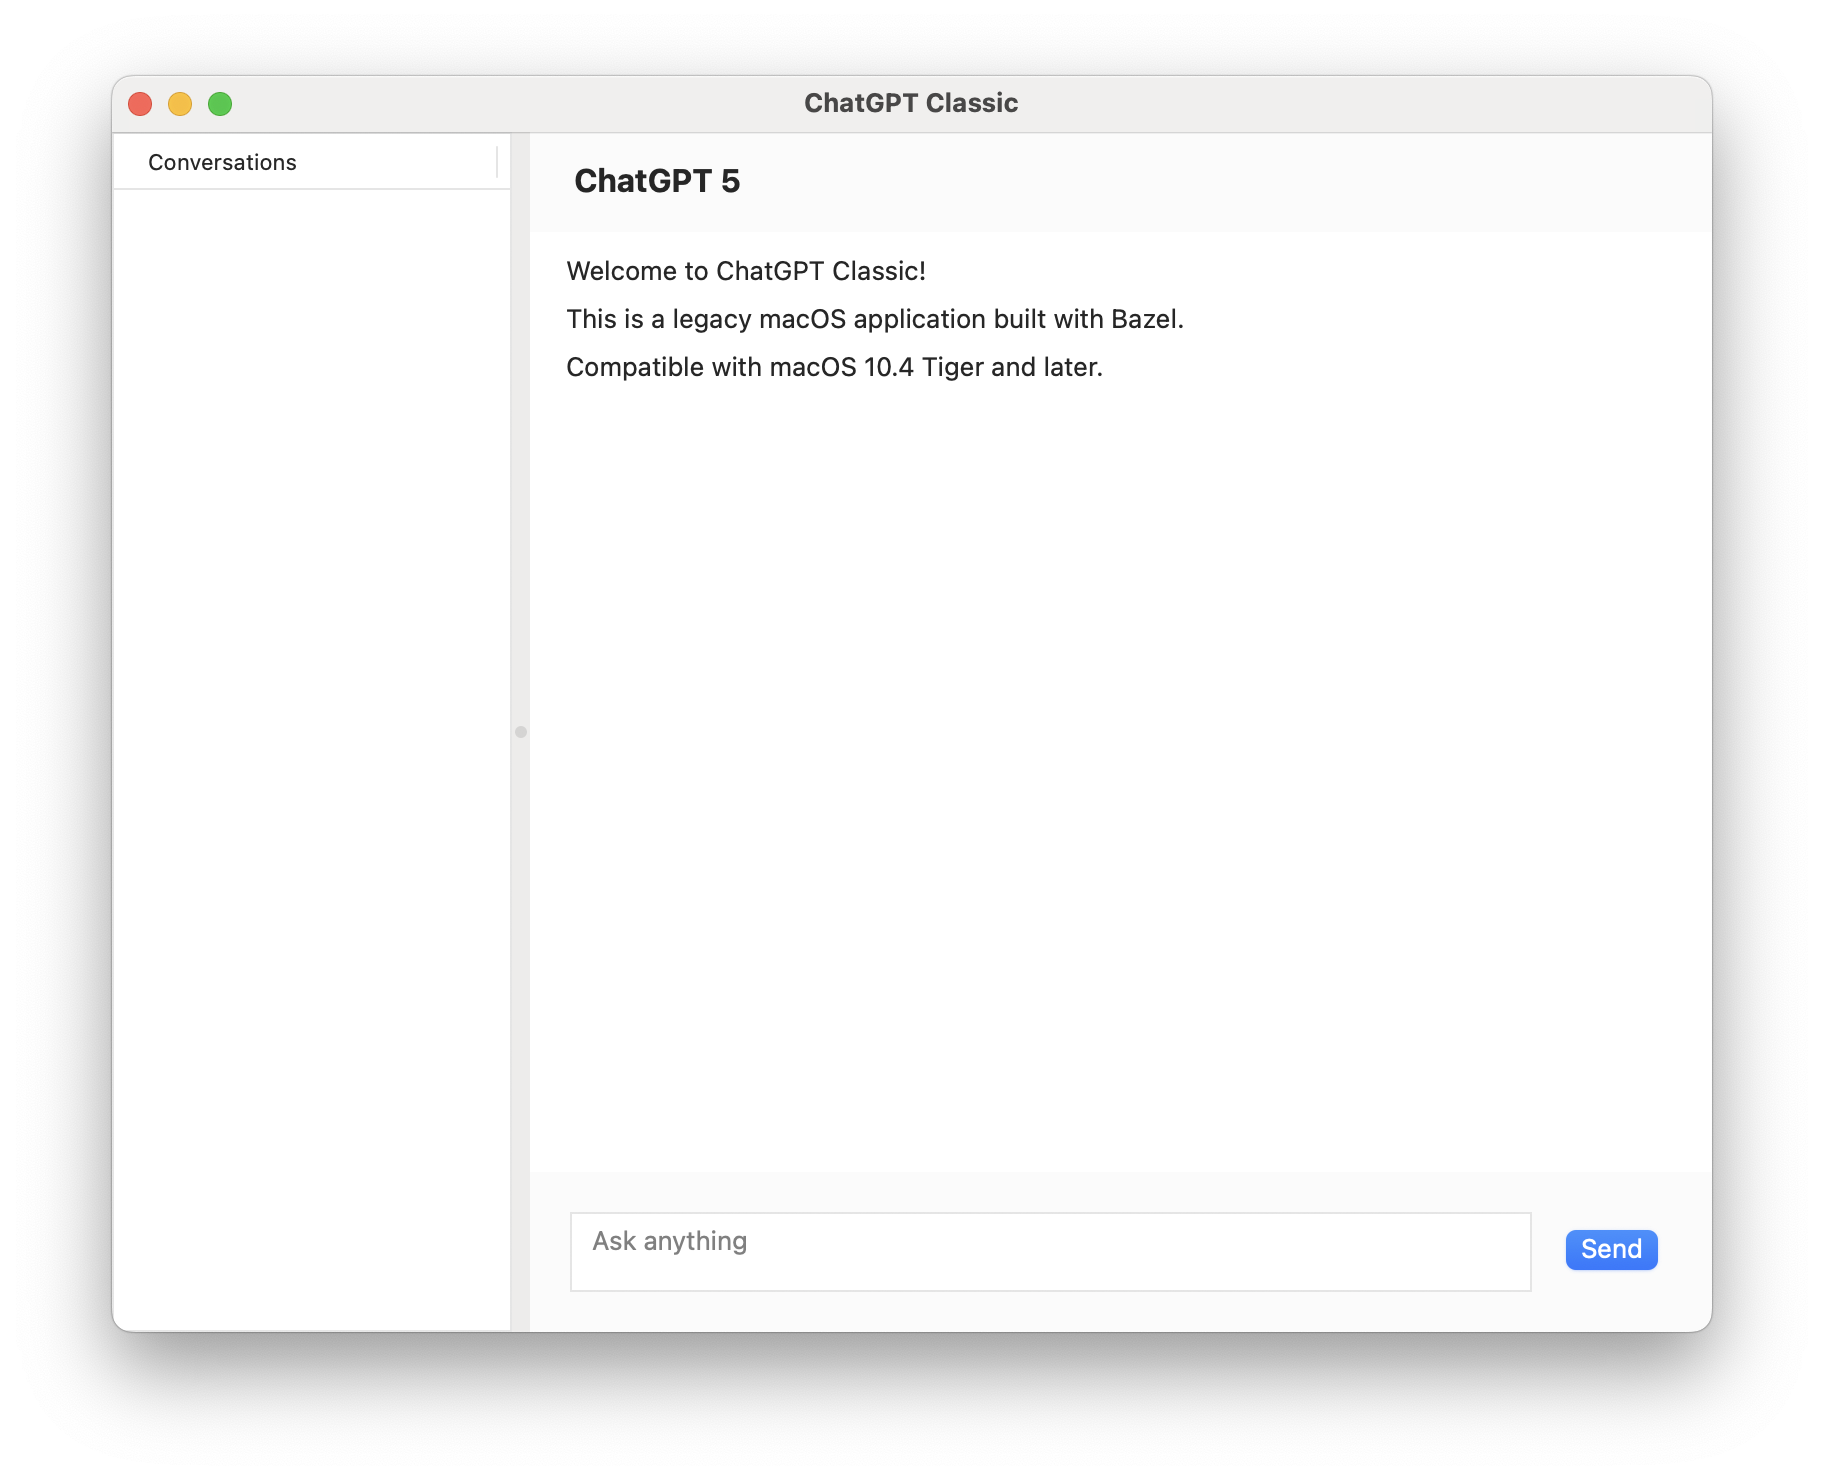 ChatGPT Classic
Conversations
ChatGPT 5
Welcome to ChatGPT Classic!
This is a legacy macOS application built with Bazel.
Compatible with macOS 10.4 Tiger and later.
Ask anything
Send